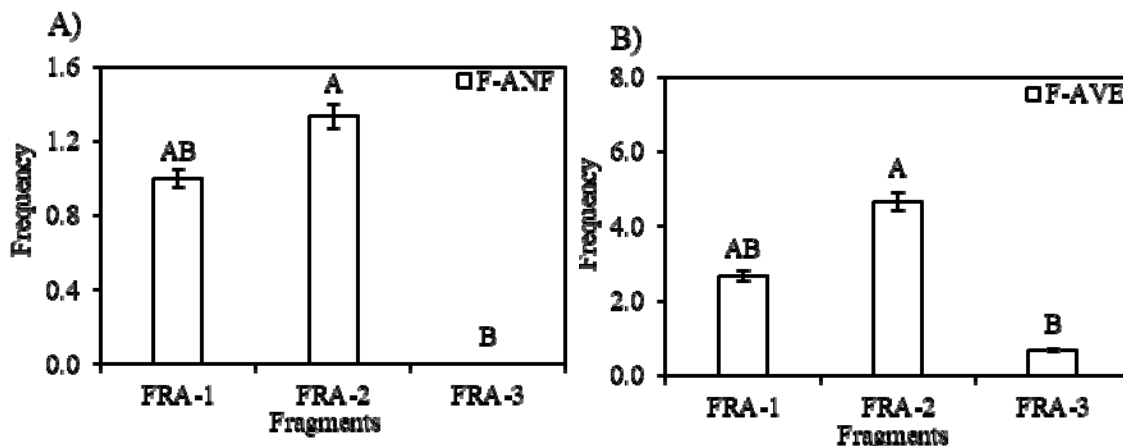 A)
1.6
1.2
0.8
0.4
0.0
Frequency
F-ANF
AB
A
B
FRA-1 FRA-2 FRA-3
Fragments
B)
8.0
6.0
4.0
2.0
0.0
Frequency
F-AVE
AB
A
B
FRA-1 FRA-2 FRA-3
Fragments